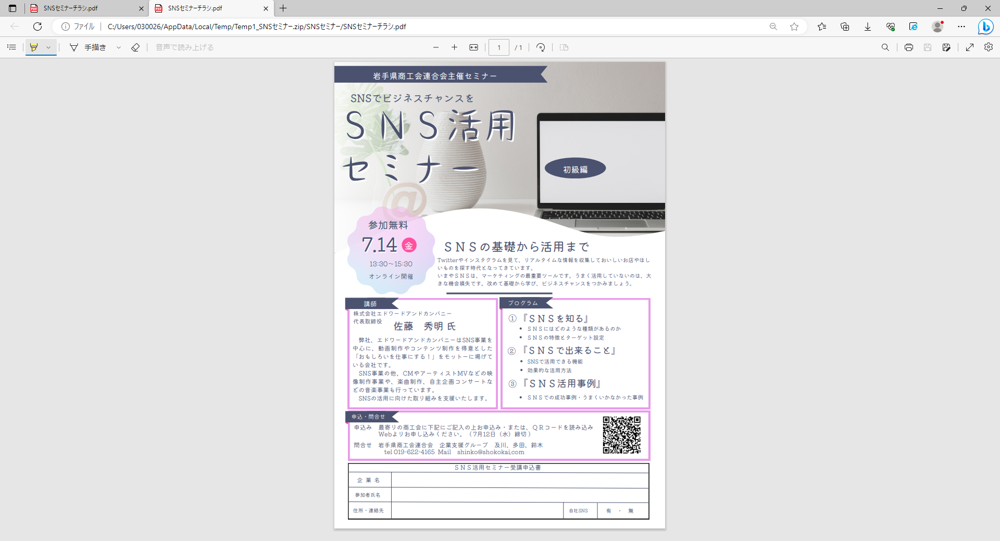 SNSセミナーチラシ.pdf
SNSセミナーチラシ.pdf
ファイル
C:/Users/030026/AppData/Local/Temp/Temp1_SNSセミナー.zip/SNSセミナー/SNSセミナーチラシ.pdf
手描き
音声で読み上げる
1 / 1
岩手県商工会連合会主催セミナー
SNSでビジネスチャンスを
ＳＮＳ活用
セミナー
初級編
@
参加無料
7.14 金
13:30～15:30
オンライン開催
ＳＮＳの基礎から活用まで
Twitterやインスタグラムを見て、リアルタイムな情報を収集しておいしいお店やほし
いものを探す時代となってきています。
いまやＳＮＳは、マーケティングの最重要ツールです。うまく活用していないのは、大
きな機会損失です。改めて基礎から学び、ビジネスチャンスをつかみましょう。
講師
株式会社エドワードアンドカンパニー
代表取締役
佐藤　秀明 氏
弊社、エドワードアンドカンパニーはSNS事業を
中心に、動画制作やコンテンツ制作を得意とした
「おもしろいを仕事にする！」をモットーに掲げて
いる会社です。
SNS事業の他、CMやアーティストMVなどの映
像制作事業や、楽曲制作、自主企画コンサートな
どの音楽事業も行っています。
SNSの活用に向けた取り組みを支援いたします。
プログラム
①『ＳＮＳを知る』
• ＳＮＳにはどのような種類があるのか
• ＳＮＳの特徴とターゲット設定
②『ＳＮＳで出来ること』
• SNSで活用できる機能
• 効果的な活用方法
③『ＳＮＳ活用事例』
• ＳＮＳでの成功事例・うまくいかなかった事例
申込・問合せ
申込み　最寄りの商工会に下記にご記入の上お申込み・または、ＱＲコードを読み込み
Webよりお申し込みください。（ 7月12日（水）締切 ）
問合せ　岩手県商工会連合会　企業支援グループ　及川、多田、鈴木
tel 019-622-4165 Mail　shinko@shokokai.com
ＳＮＳ活用セミナー受講申込書
企 業 名
参加者氏名
住所・連絡先
自社SNS
有　・　無